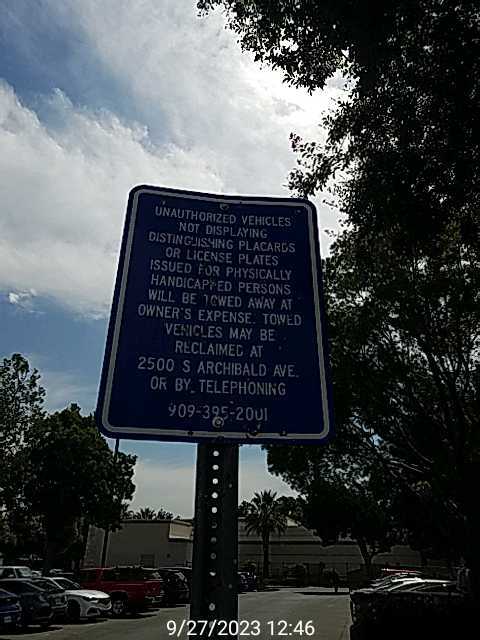 UNAUTHORIZED VEHICLES
NOT DISPLAYING
DISTINGUISHING PLACARDS
OR LICENSE PLATES
ISSUED FOR PHYSICALLY
HANDICAPPED PERSONS
WILL BE TOWED AWAY AT
OWNER'S EXPENSE. TOWED
VEHICLES MAY BE
RECLAIMED AT
2500 S ARCHIBALD AVE.
OR BY TELEPHONING
909-395-2001
9/27/2023 12:46